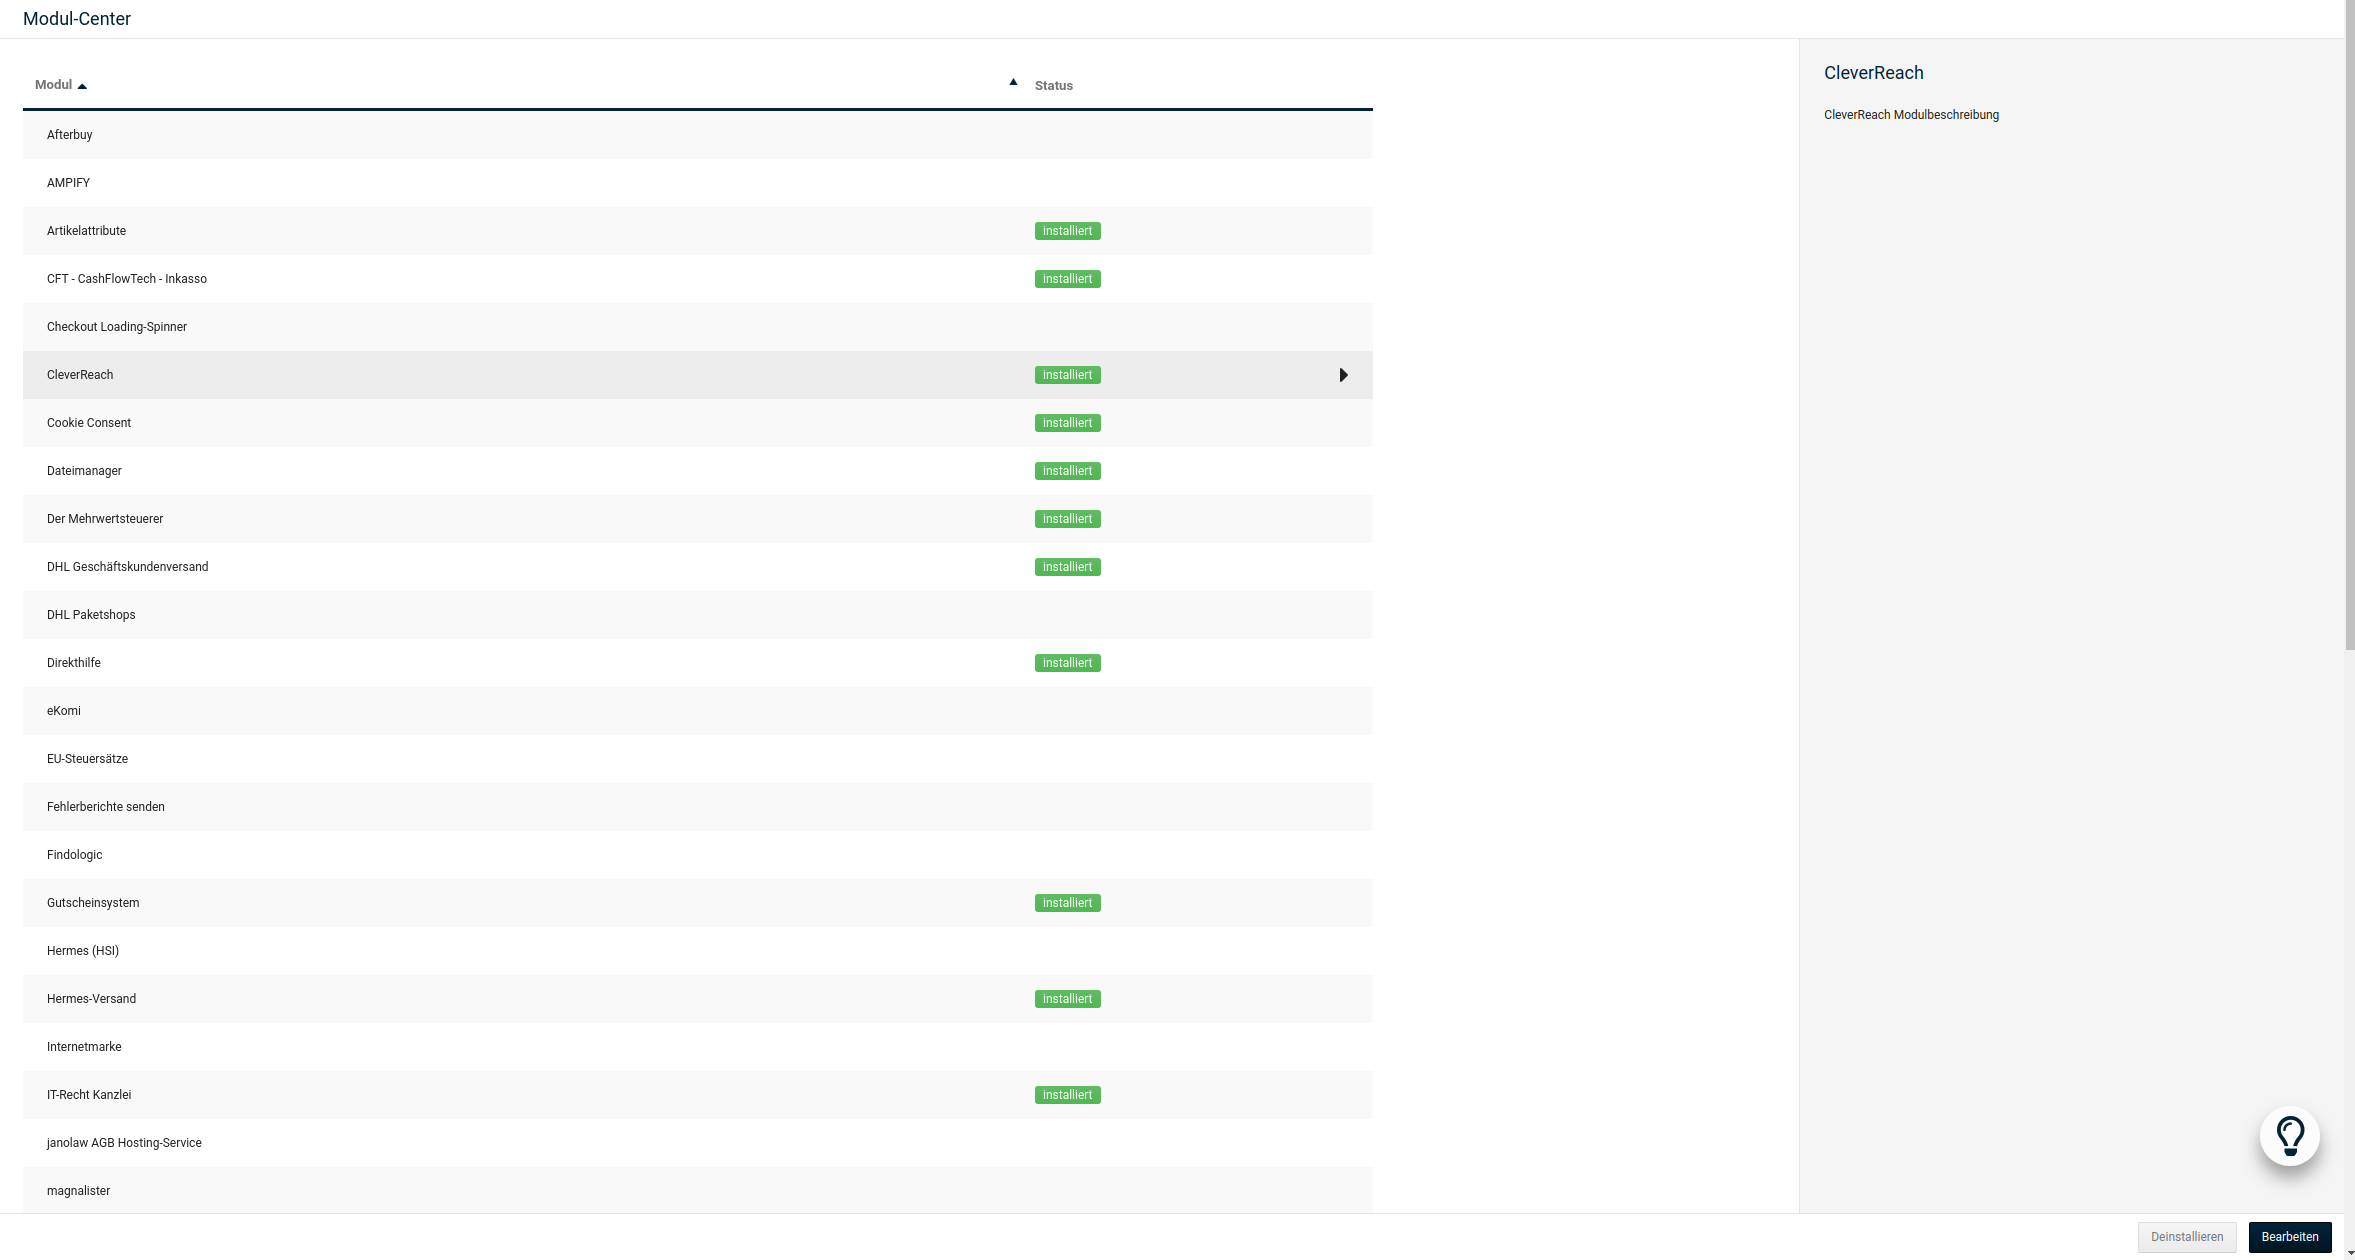 Modul-Center
Modul Status
Afterbuy
AMPIFY
Artikelattribute installiert
CFT - CashFlowTech - Inkasso installiert
Checkout Loading-Spinner
CleverReach installiert
Cookie Consent installiert
Dateimanager installiert
Der Mehrwertsteuerer installiert
DHL Geschäftskundenversand installiert
DHL Paketshops
Direkthilfe installiert
eKomi
EU-Steuersätze
Fehlerberichte senden
Findologic
Gutscheinsystem installiert
Hermes (HSI)
Hermes-Versand installiert
Internetmarke
IT-Recht Kanzlei installiert
janolaw AGB Hosting-Service
magnalister
CleverReach
CleverReach Modulbeschreibung
Deinstallieren Bearbeiten